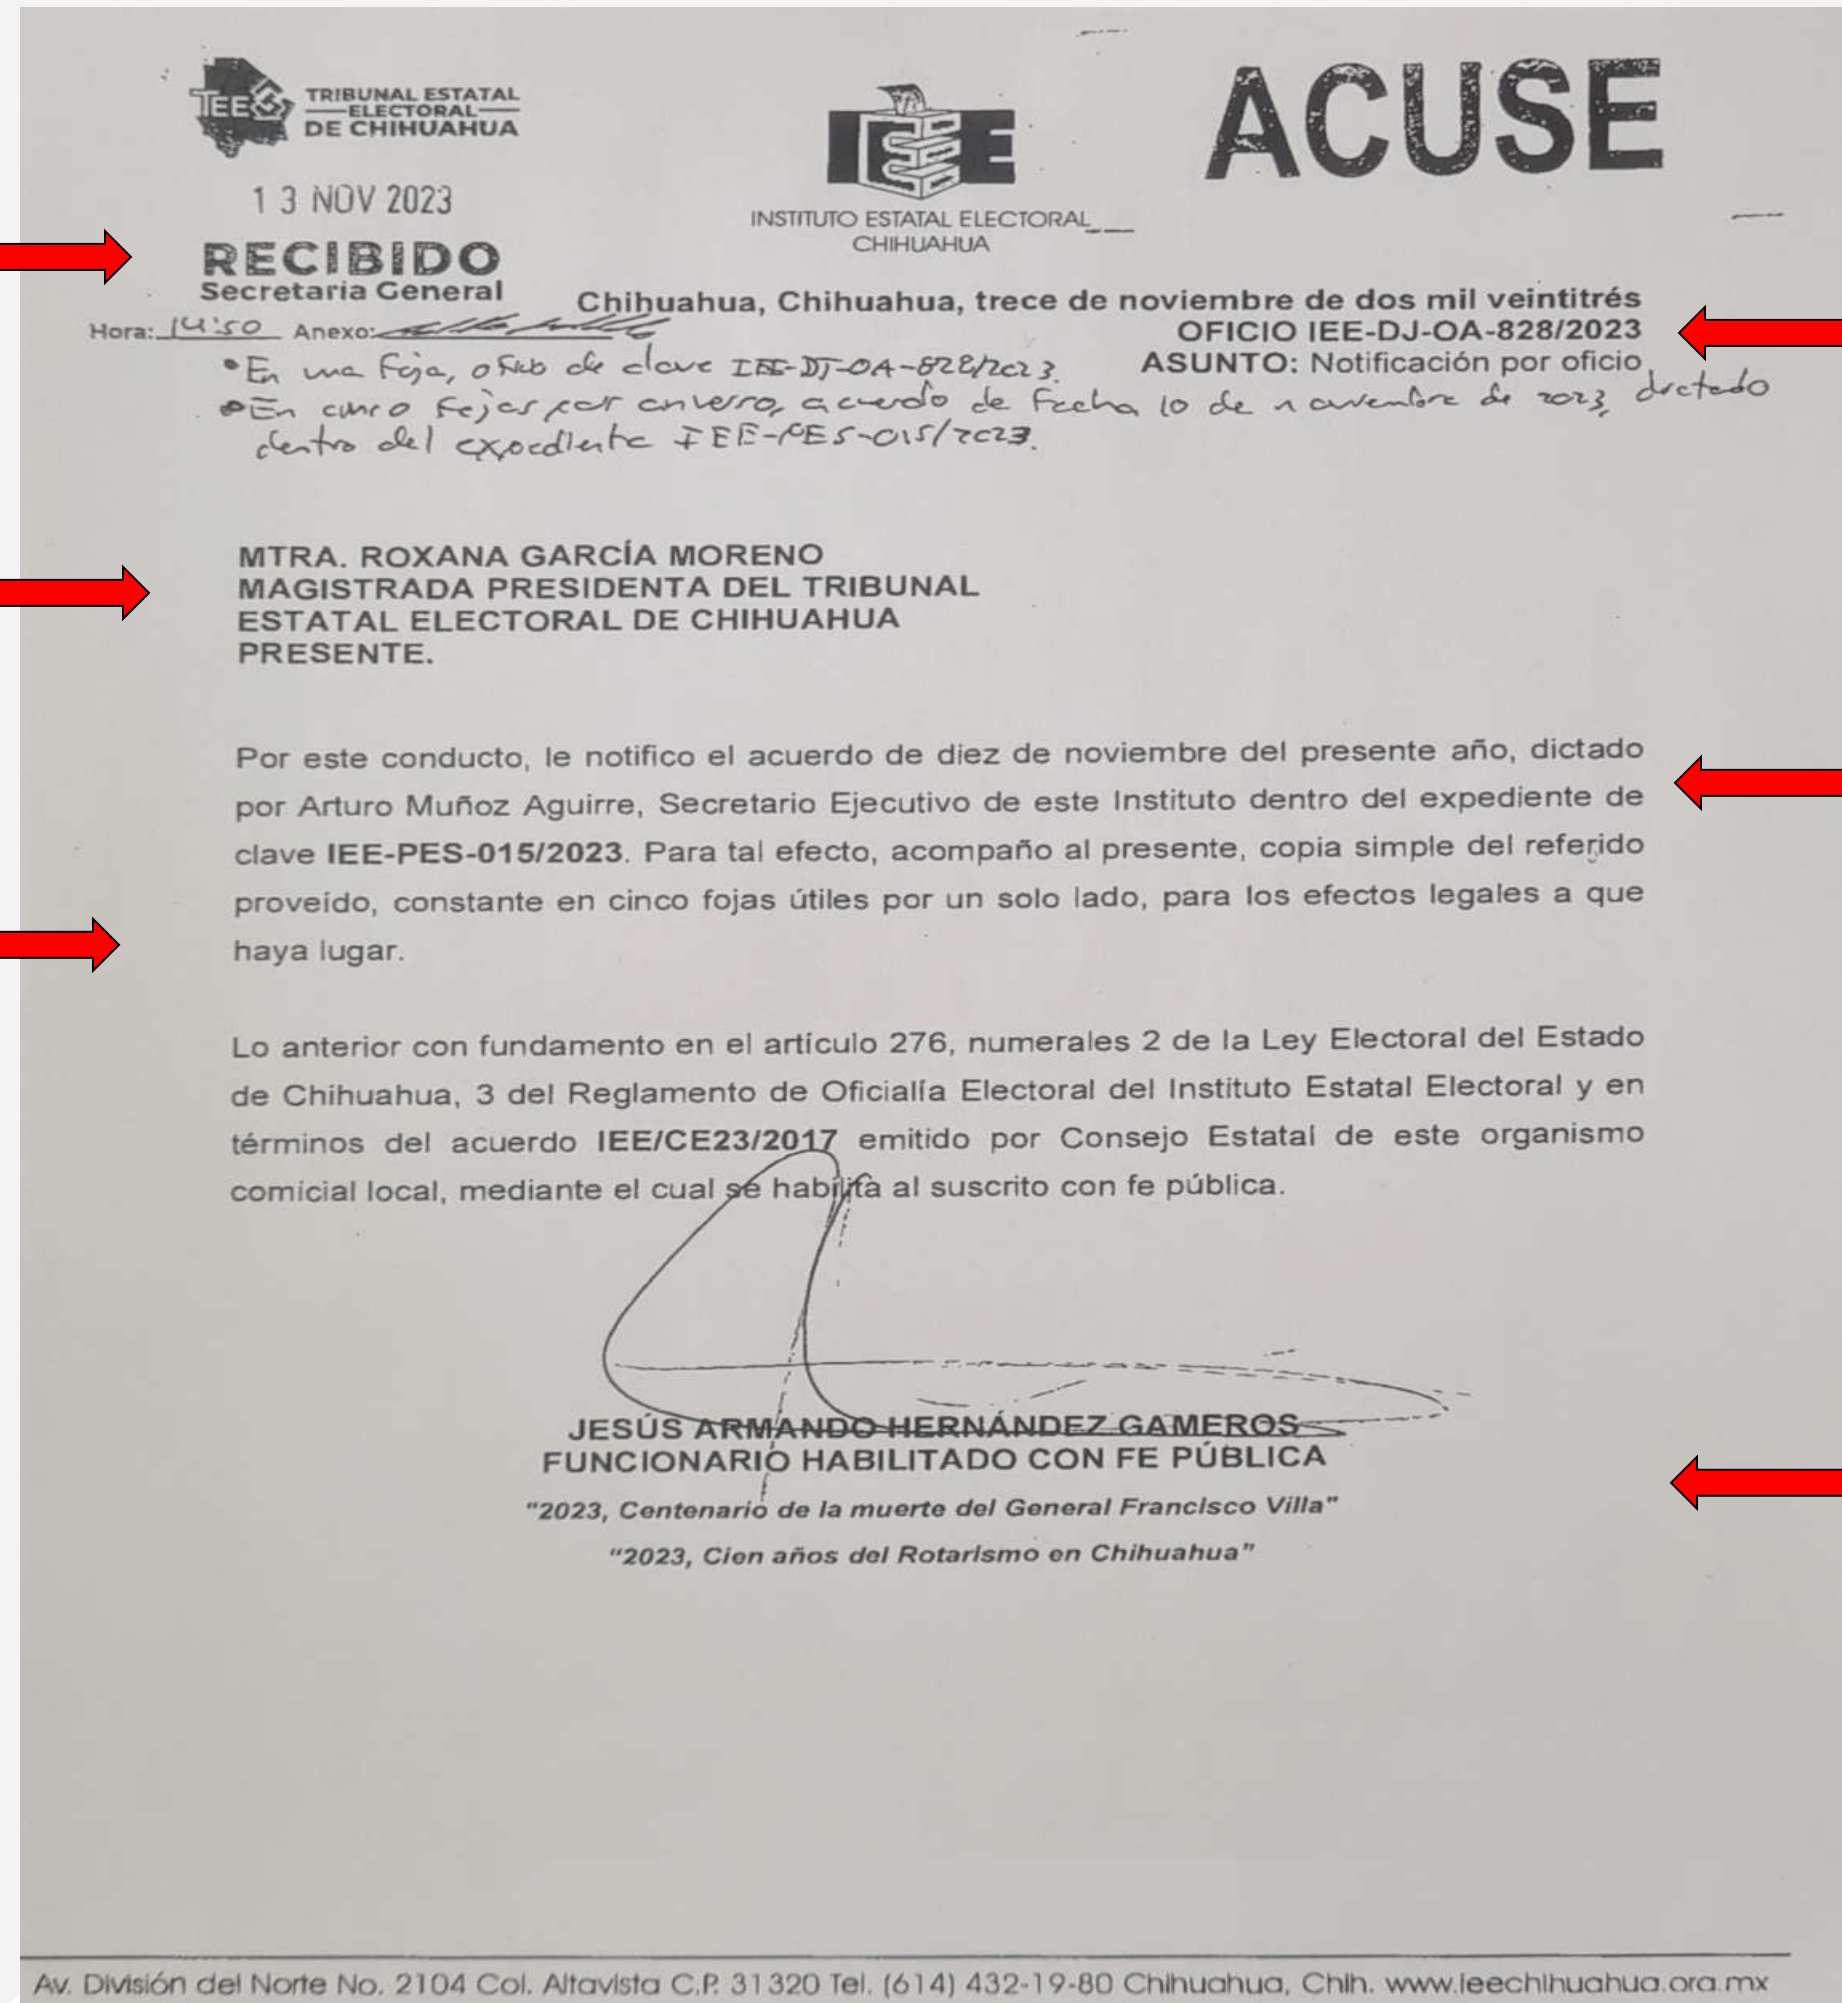 TEE
TRIBUNAL ESTATAL
ELECTORAL
DE CHIHUAHUA
13 NOV 2023
RECIBIDO
Secretaría General
Hora: 14:50 Anexo:
IEE
INSTITUTO ESTATAL ELECTORAL
CHIHUAHUA
ACUSE
Chihuahua, Chihuahua, trece de noviembre de dos mil veintitrés
OFICIO IEE-DJ-OA-828/2023
ASUNTO: Notificación por oficio
•En una foja, oficio de clave IEE-DJ-OA-828/2023.
•En cinco fojas por anverso, acuerdo de fecha 10 de noviembre de 2023, dictado
dentro del expediente IEE-PES-015/2023.
MTRA. ROXANA GARCÍA MORENO
MAGISTRADA PRESIDENTA DEL TRIBUNAL
ESTATAL ELECTORAL DE CHIHUAHUA
PRESENTE.
Por este conducto, le notifico el acuerdo de diez de noviembre del presente año, dictado
por Arturo Muñoz Aguirre, Secretario Ejecutivo de este Instituto dentro del expediente de
clave IEE-PES-015/2023. Para tal efecto, acompaño al presente, copia simple del referido
proveído, constante en cinco fojas útiles por un solo lado, para los efectos legales a que
haya lugar.
Lo anterior con fundamento en el artículo 276, numerales 2 de la Ley Electoral del Estado
de Chihuahua, 3 del Reglamento de Oficialía Electoral del Instituto Estatal Electoral y en
términos del acuerdo IEE/CE23/2017 emitido por Consejo Estatal de este organismo
comicial local, mediante el cual se habilita al suscrito con fe pública.
JESÚS ARMANDO HERNÁNDEZ GAMEROS
FUNCIONARIO HABILITADO CON FE PÚBLICA
"2023, Centenario de la muerte del General Francisco Villa"
"2023, Cien años del Rotarismo en Chihuahua"
Av. División del Norte No. 2104 Col. Altavista C.P. 31320 Tel. (614) 432-19-80 Chihuahua, Chih. www.ieechihuahua.org.mx